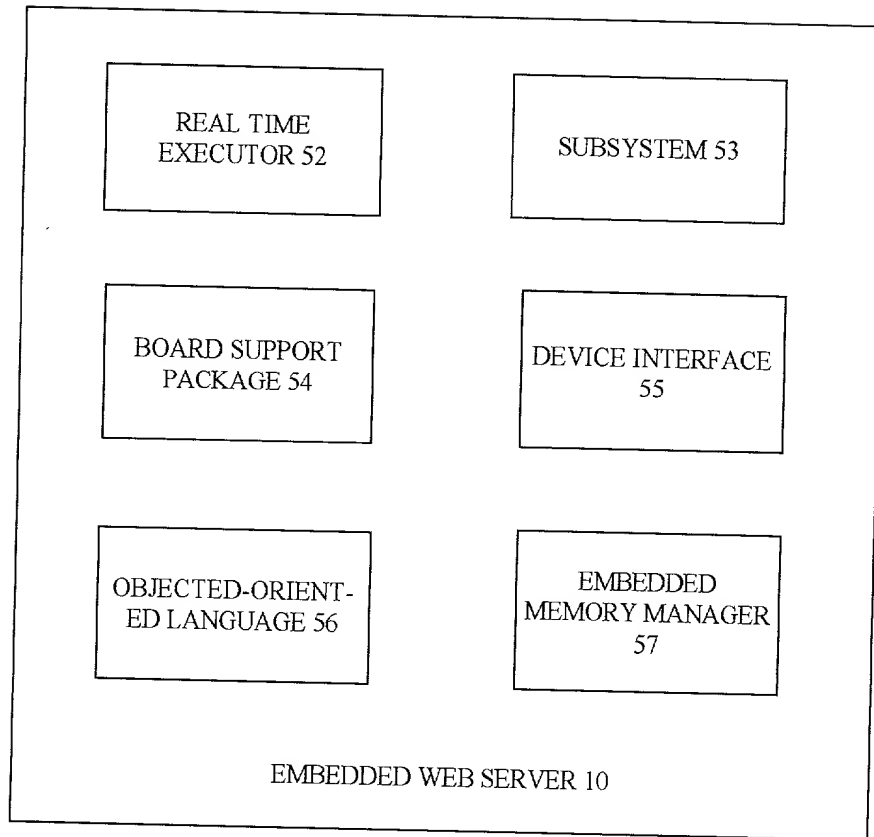 REAL TIME
EXECUTOR 52
SUBSYSTEM 53
BOARD SUPPORT
PACKAGE 54
DEVICE INTERFACE
55
OBJECTED-ORIENT-
ED LANGUAGE 56
EMBEDDED
MEMORY MANAGER
57
EMBEDDED WEB SERVER 10